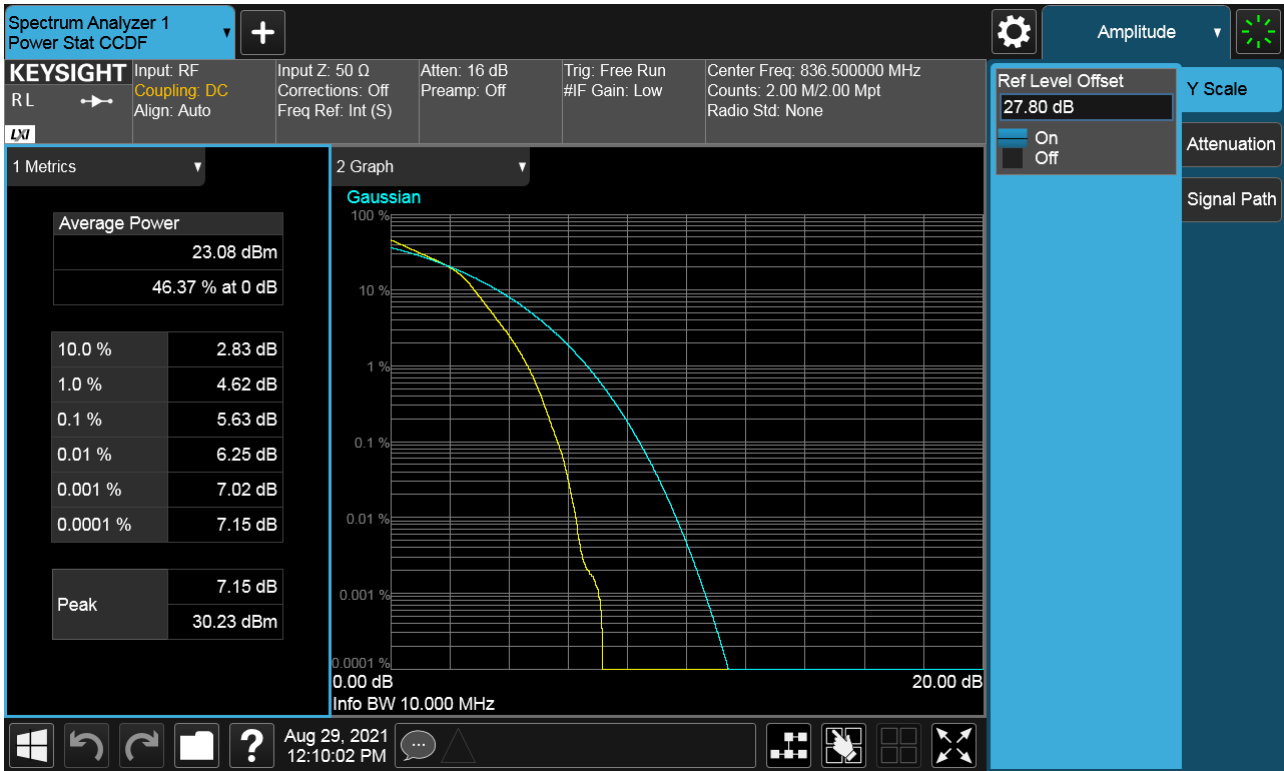 Spectrum Analyzer 1
Power Stat CCDF
Amplitude
KEYSIGHT
RL
LXI
Input: RF
Coupling: DC
Align: Auto
Input Z: 50 Ω
Corrections: Off
Freq Ref: Int (S)
Atten: 16 dB
Preamp: Off
Trig: Free Run
#IF Gain: Low
Center Freq: 836.500000 MHz
Counts: 2.00 M/2.00 Mpt
Radio Std: None
Ref Level Offset
27.80 dB
On
Off
Y Scale
Attenuation
Signal Path
1 Metrics
Average Power
23.08 dBm
46.37 % at 0 dB
10.0 % 2.83 dB
1.0 % 4.62 dB
0.1 % 5.63 dB
0.01 % 6.25 dB
0.001 % 7.02 dB
0.0001 % 7.15 dB
Peak 7.15 dB
30.23 dBm
2 Graph
Gaussian
100 %
10 %
1 %
0.1 %
0.01 %
0.001 %
0.0001 %
0.00 dB 20.00 dB
Info BW 10.000 MHz
?
Aug 29, 2021
12:10:02 PM